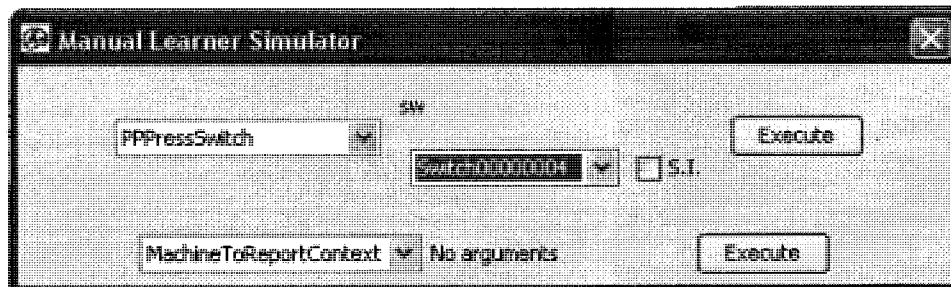 Manual Learner Simulator
sw
PPPressSwitch
Execute
Switch00000004
S.I.
MachineToReportContext
No arguments
Execute